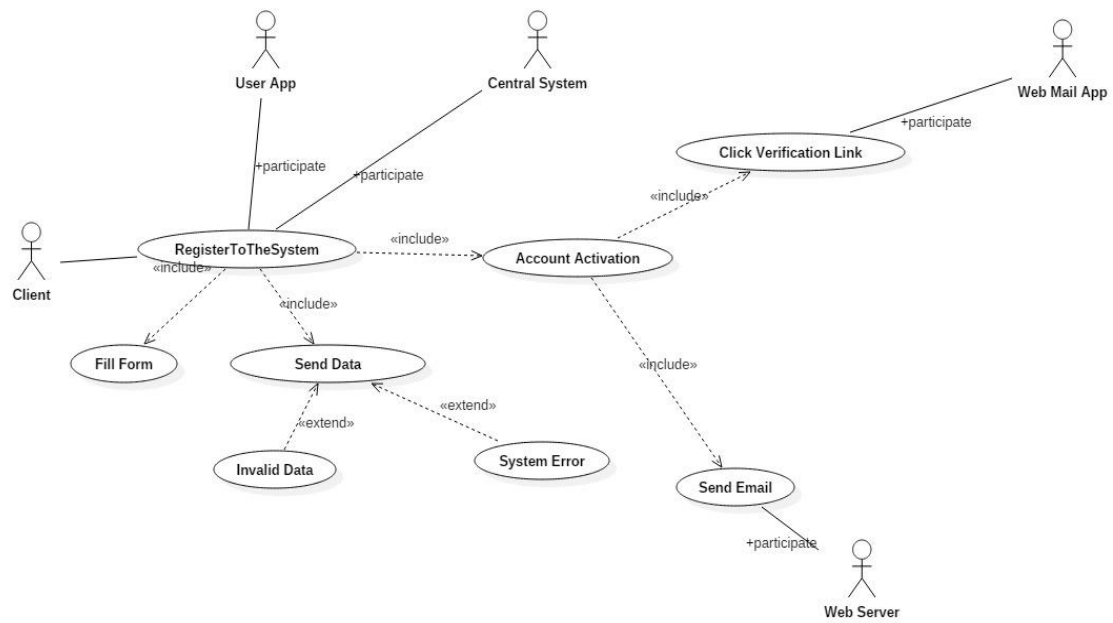 User App
Central System
Web Mail App
+participate
Click Verification Link
+participate
+participate
«include»
RegisterToTheSystem
«include»
Account Activation
«include»
Client
«include»
Fill Form
Send Data
«include»
«extend»
«extend»
Invalid Data
System Error
Send Email
+participate
Web Server